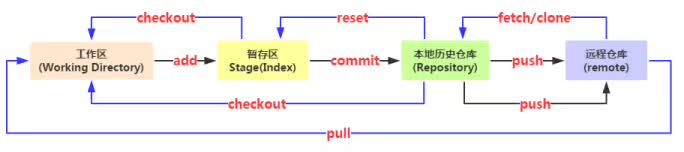 checkout
reset
fetch/clone
工作区
(Working Directory)
add
暂存区
Stage(Index)
commit
本地历史仓库
(Repository)
push
远程仓库
(remote)
checkout
push
pull